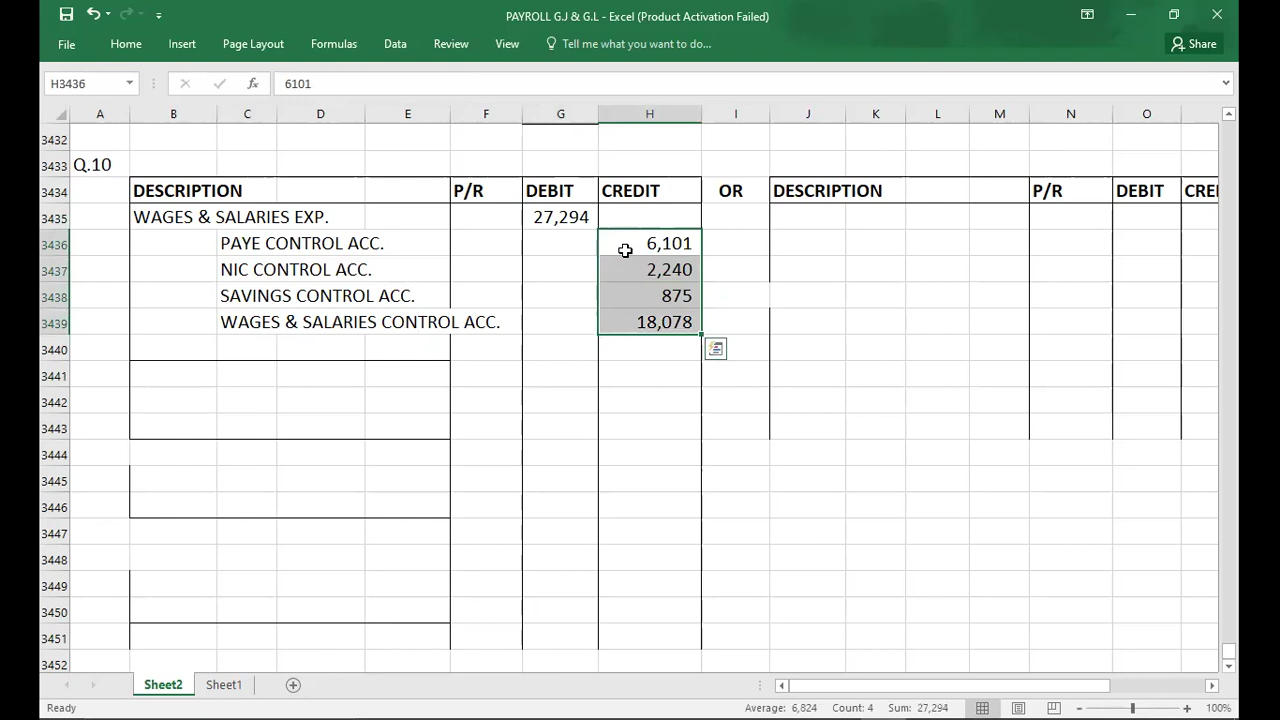 PAYROLL G.J & G.L - Excel (Product Activation Failed)
File Home Insert Page Layout Formulas Data Review View Tell me what you want to do... Share
H3436 fx 6101
A B C D E F G H I J K L M N O
3432
3433 Q.10
3434 DESCRIPTION P/R DEBIT CREDIT OR DESCRIPTION P/R DEBIT CRE
3435 WAGES & SALARIES EXP. 27,294
3436 PAYE CONTROL ACC. 6,101
3437 NIC CONTROL ACC. 2,240
3438 SAVINGS CONTROL ACC. 875
3439 WAGES & SALARIES CONTROL ACC. 18,078
3440
3441
3442
3443
3444
3445
3446
3447
3448
3449
3450
3451
3452
Sheet2 Sheet1
Ready Average: 6,824 Count: 4 Sum: 27,294 100%